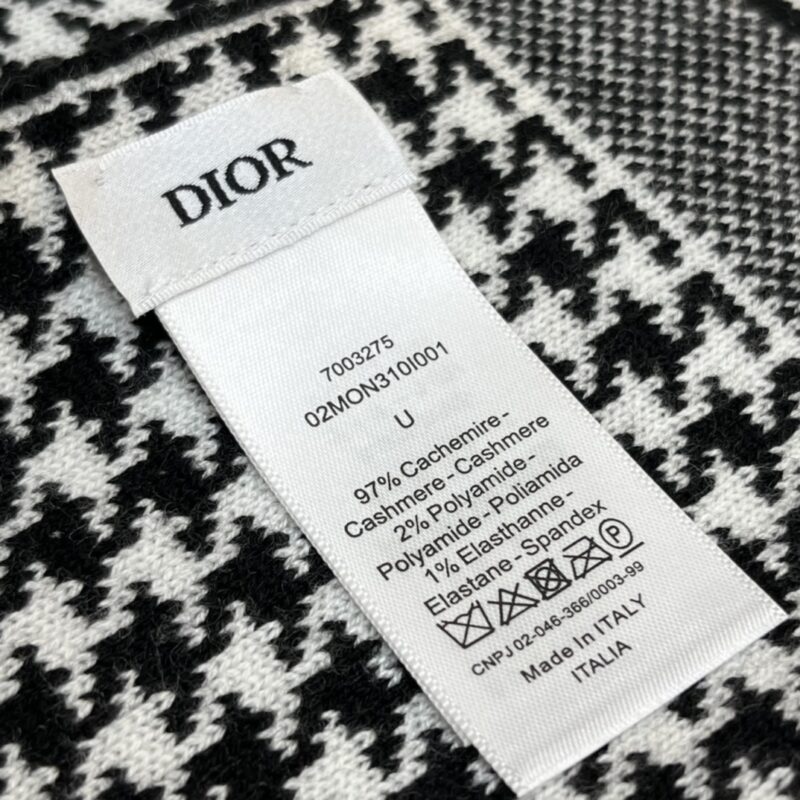 DIOR
7003275
02MON310I001
U
97% Cachemire-
Cashmere-Cashmere
2% Polyamide-
Polyamide-Poliamida
1% Elasthanne-
Elastane-Spandex
P
CNPJ 02-046-366/0003-99
Made In ITALY
ITALIA